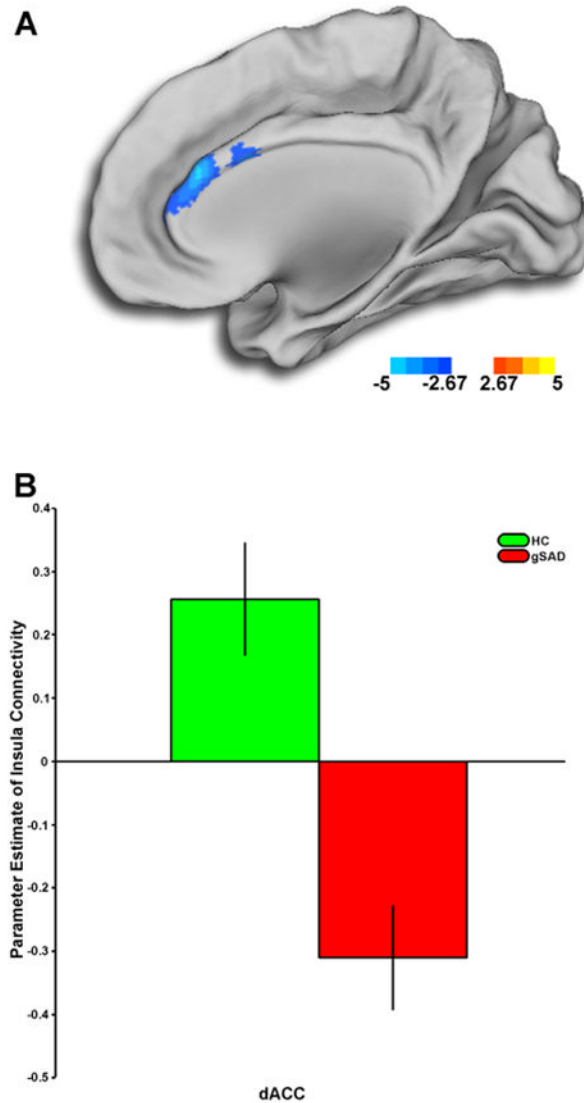 A
-5 -2.67 2.67 5
B
0.4
HC
gSAD
0.3
0.2
0.1
0
-0.1
-0.2
-0.3
-0.4
-0.5
Parameter Estimate of Insula Connectivity
dACC